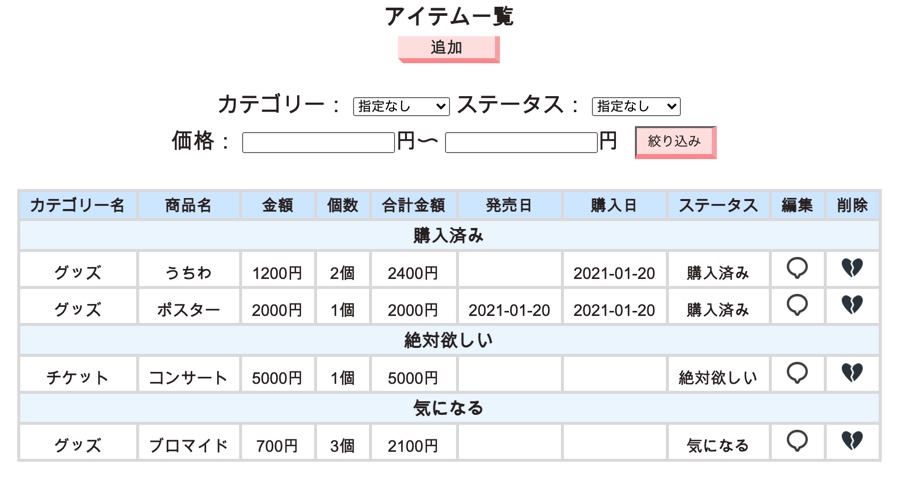 アイテム一覧
追加
カテゴリー： 指定なし ステータス： 指定なし
価格： 円〜 円 絞り込み
カテゴリー名 商品名 金額 個数 合計金額 発売日 購入日 ステータス 編集 削除
購入済み
グッズ うちわ 1200円 2個 2400円 2021-01-20 購入済み
グッズ ポスター 2000円 1個 2000円 2021-01-20 2021-01-20 購入済み
絶対欲しい
チケット コンサート 5000円 1個 5000円 絶対欲しい
気になる
グッズ ブロマイド 700円 3個 2100円 気になる